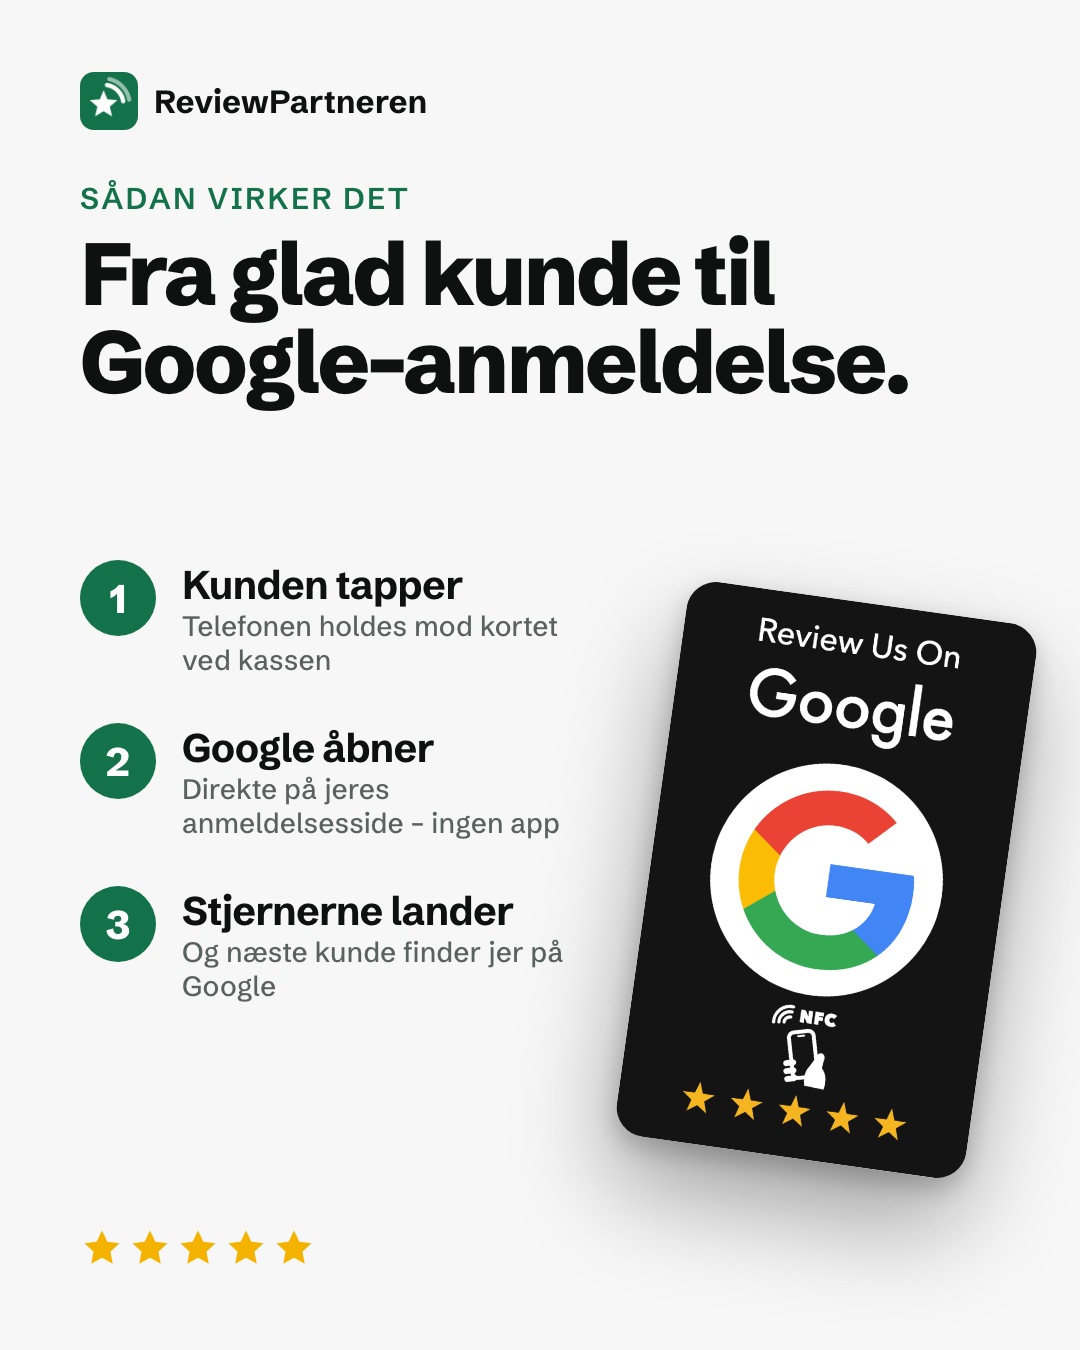 ReviewPartneren
SÅDAN VIRKER DET
Fra glad kunde til
Google-anmeldelse.
1
Kunden tapper
Telefonen holdes mod kortet
ved kassen
2
Google åbner
Direkte på jeres
anmeldelsesside – ingen app
3
Stjernerne lander
Og næste kunde finder jer på
Google
Review Us On
Google
G
NFC